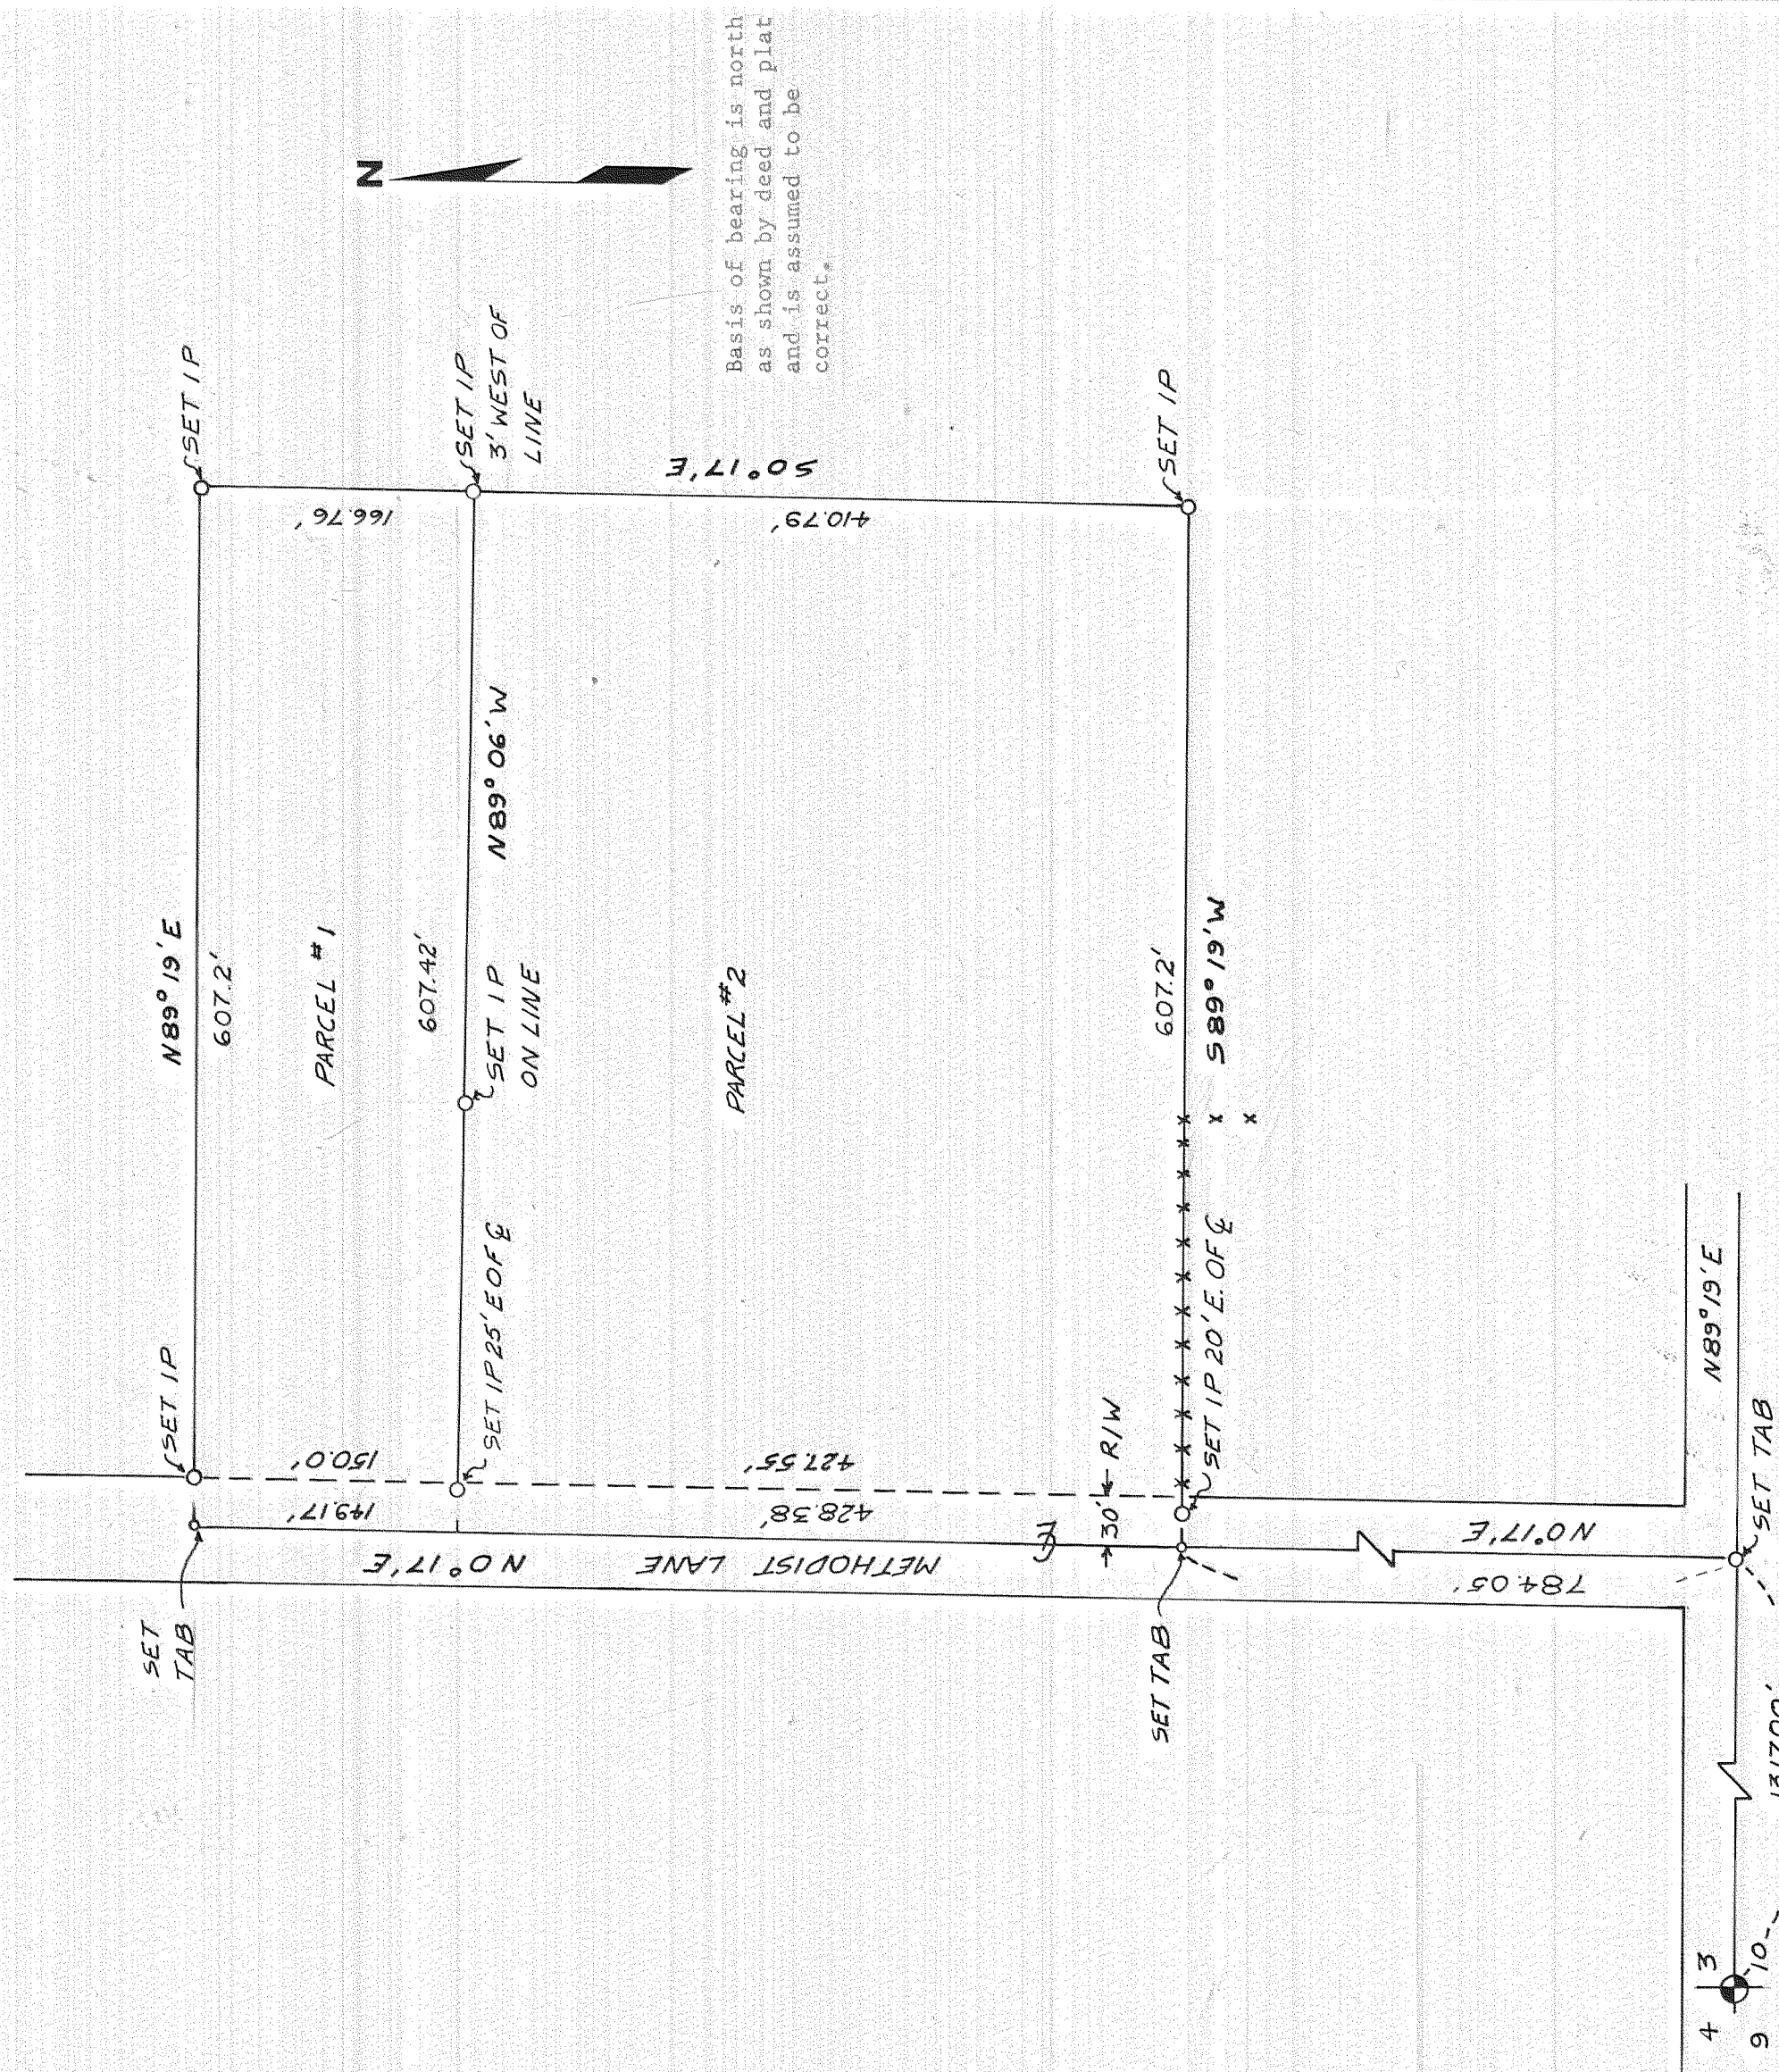 N
Basis of bearing is north
as shown by deed and plat
and is assumed to be
correct.
SET IP
N89°19'E
607.2'
SET IP
SET
TAB
150.0'
149.17'
166.76'
PARCEL #1
607.42'
N89°06'W
SET IP
3' WEST OF
LINE
SET IP
ON LINE
SET IP 25' E OF ℄
N0°17'E
METHODIST LANE
427.55'
428.38'
PARCEL #2
S0°17'E
410.79'
℄
30' R/W
SET TAB
607.2'
S89°19'W
SET IP
SET IP 20' E. OF ℄
N0°17'E
784.05'
N89°19'E
SET TAB
4 3
9 10